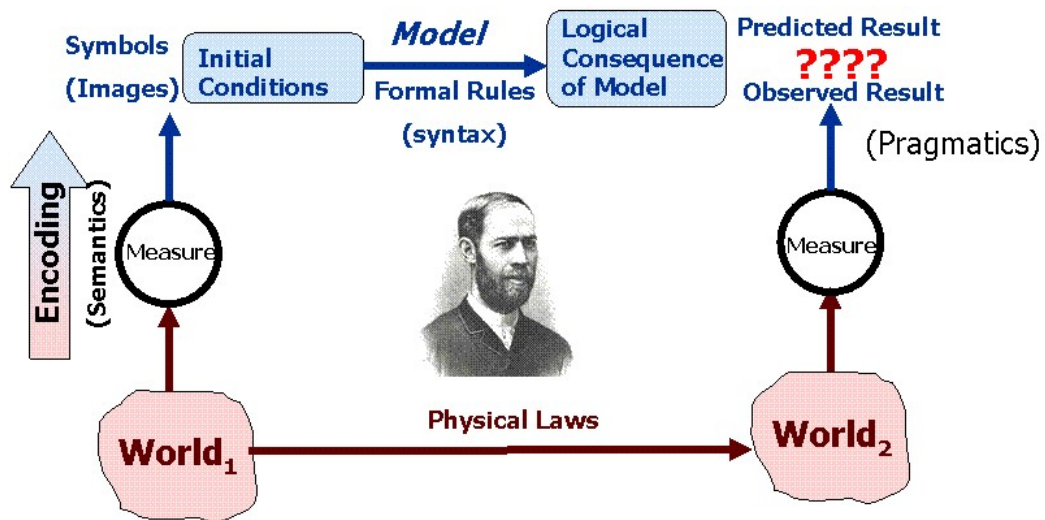 Symbols
(Images)
Initial
Conditions
Model
Formal Rules
(syntax)
Logical
Consequence
of Model
Predicted Result
????
Observed Result
(Pragmatics)
Encoding
(Semantics)
Measure
Measure
World1
Physical Laws
World2